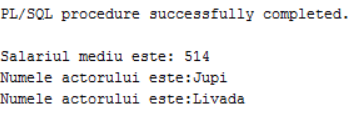 PL/SQL procedure successfully completed.
Salariul mediu este: 514
Numele actorului este:Jupi
Numele actorului este:Livada